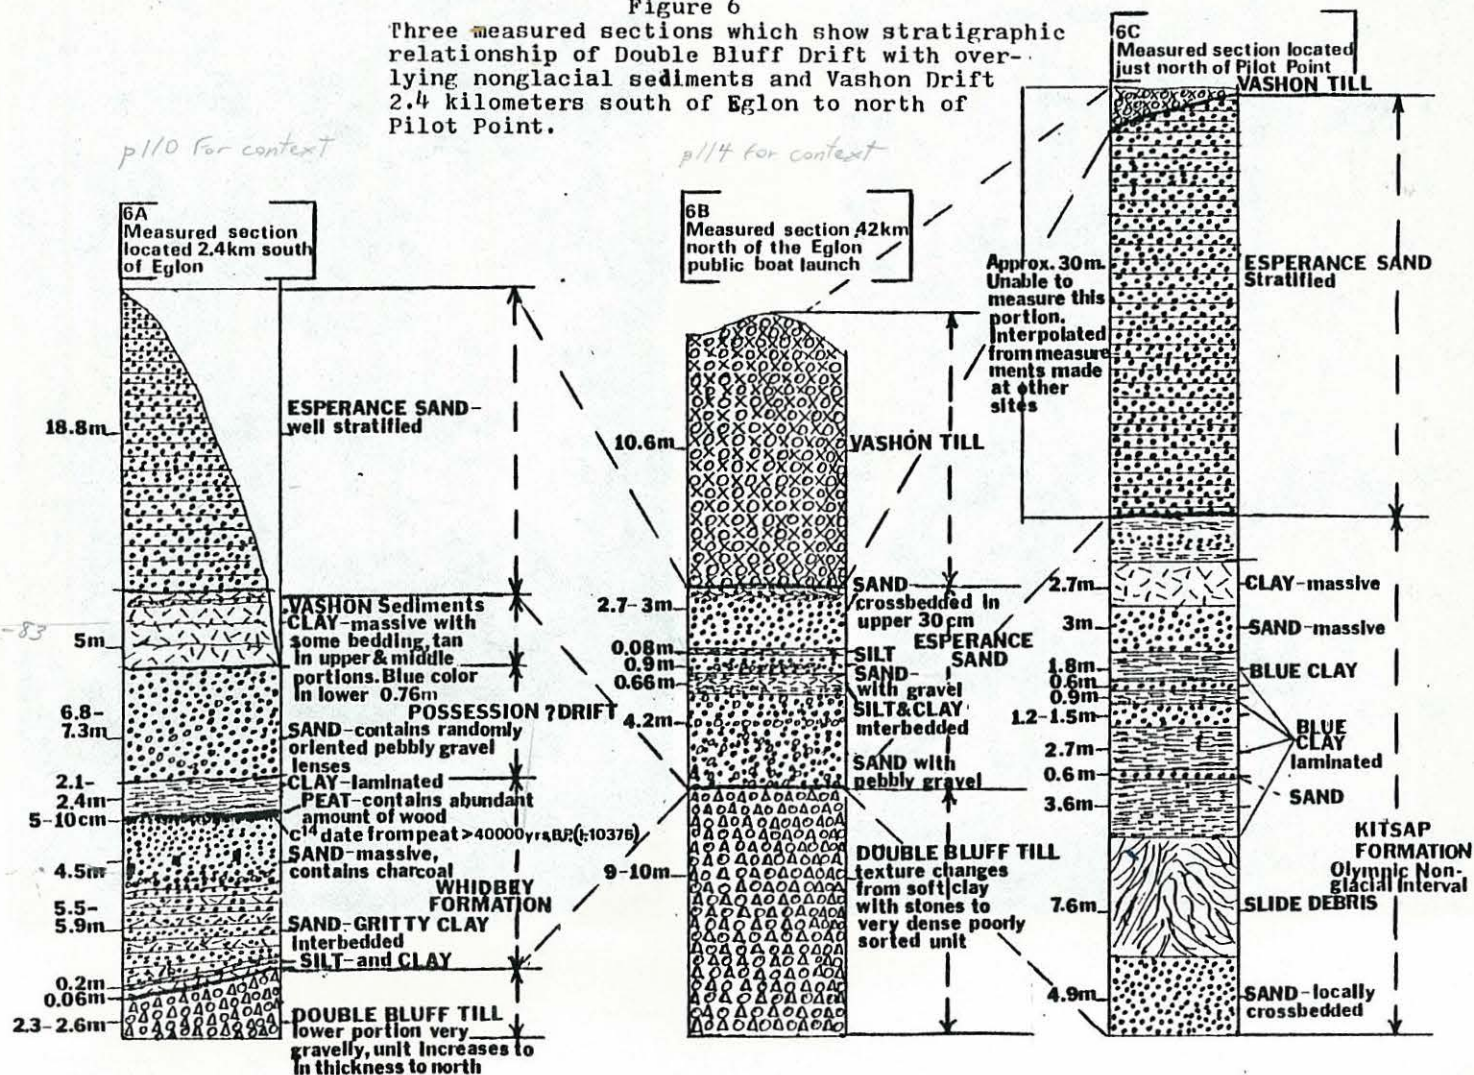 Figure 6
Three measured sections which show stratigraphic
relationship of Double Bluff Drift with over-
lying nonglacial sediments and Vashon Drift
2.4 kilometers south of Eglon to north of
Pilot Point.
p110 for context
p114 for context
6A
Measured section
located 2.4km south
of Eglon
18.8m
ESPERANCE SAND-
well stratified
-83
5m
VASHON Sediments
CLAY-massive with
some bedding, tan
in upper & middle
portions. Blue color
in lower 0.76m
POSSESSION ? DRIFT
6.8-
7.3m
SAND-contains randomly
oriented pebbly gravel
lenses
2.1-
2.4m
CLAY-laminated
5-10cm
PEAT-contains abundant
amount of wood
c14 date from peat >40000yrs.B.P.(I-10376)
4.5m
SAND-massive,
contains charcoal
WHIDBEY
FORMATION
5.5-
5.9m
SAND-GRITTY CLAY
interbedded
SILT-and CLAY
0.2m
0.06m
2.3-2.6m
DOUBLE BLUFF TILL
lower portion very
gravelly, unit increases to
in thickness to north
6B
Measured section .42km
north of the Eglon
public boat launch
10.6m
VASHON TILL
2.7-3m
SAND
crossbedded in
upper 30cm
ESPERANCE
SAND
0.08m
SILT
0.9m
SAND-
with gravel
0.66m
SILT&CLAY
interbedded
4.2m
SAND with
pebbly gravel
9-10m
DOUBLE BLUFF TILL
texture changes
from soft clay
with stones to
very dense poorly
sorted unit
6C
Measured section located
just north of Pilot Point
VASHON TILL
Approx. 30m.
Unable to
measure this
portion.
Interpolated
from measure
ments made
at other
sites
ESPERANCE SAND
Stratified
2.7m
CLAY-massive
3m
SAND-massive
1.8m
BLUE CLAY
0.6m
0.9m
1.2-1.5m
BLUE
CLAY
laminated
2.7m
0.6m
SAND
3.6m
KITSAP
FORMATION
Olympic Non-
glacial Interval
7.6m
SLIDE DEBRIS
4.9m
SAND-locally
crossbedded